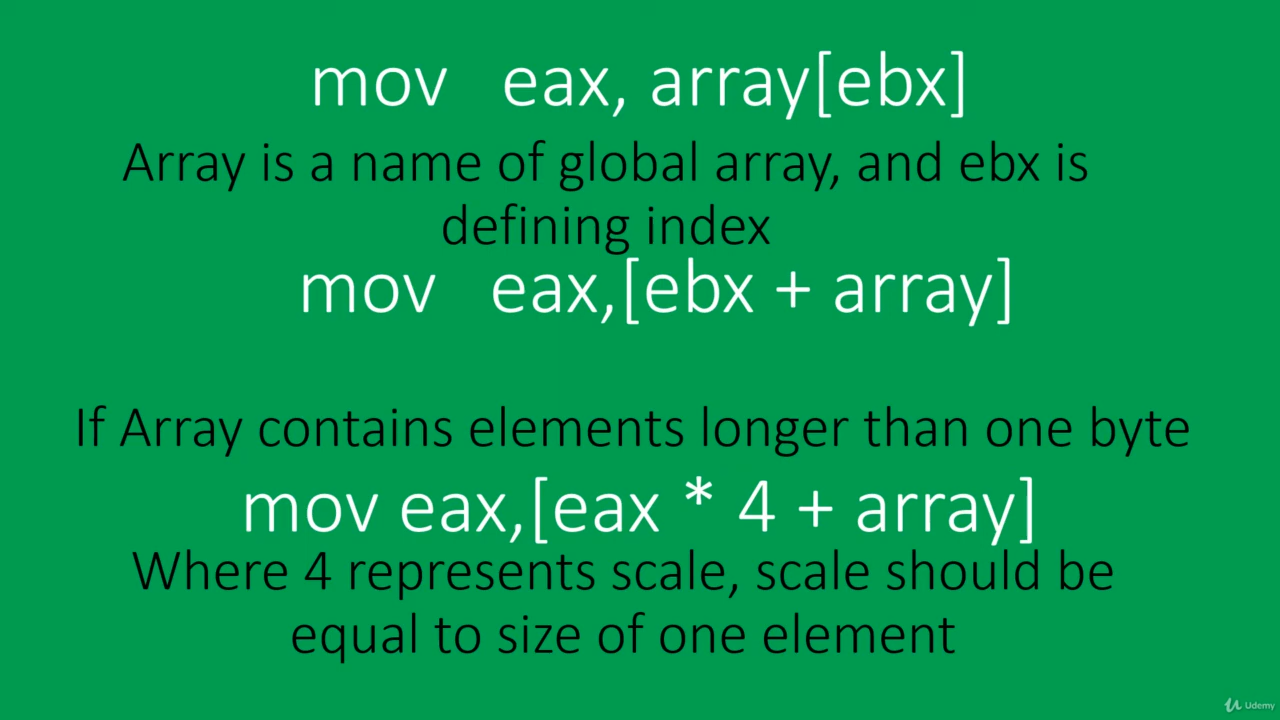 mov eax, array[ebx]
Array is a name of global array, and ebx is
defining index
mov eax,[ebx + array]
If Array contains elements longer than one byte
mov eax,[eax * 4 + array]
Where 4 represents scale, scale should be
equal to size of one element
Udemy